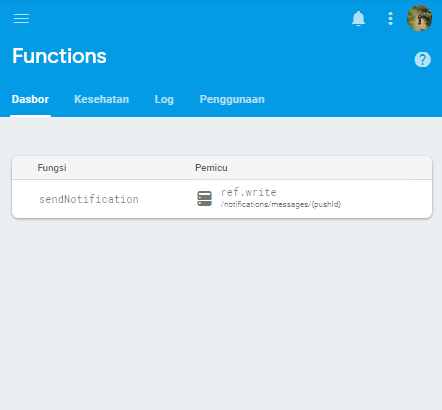 Functions
?
Dasbor Kesehatan Log Penggunaan
Fungsi Pemicu
sendNotification ref.write
/notifications/messages/{pushId}